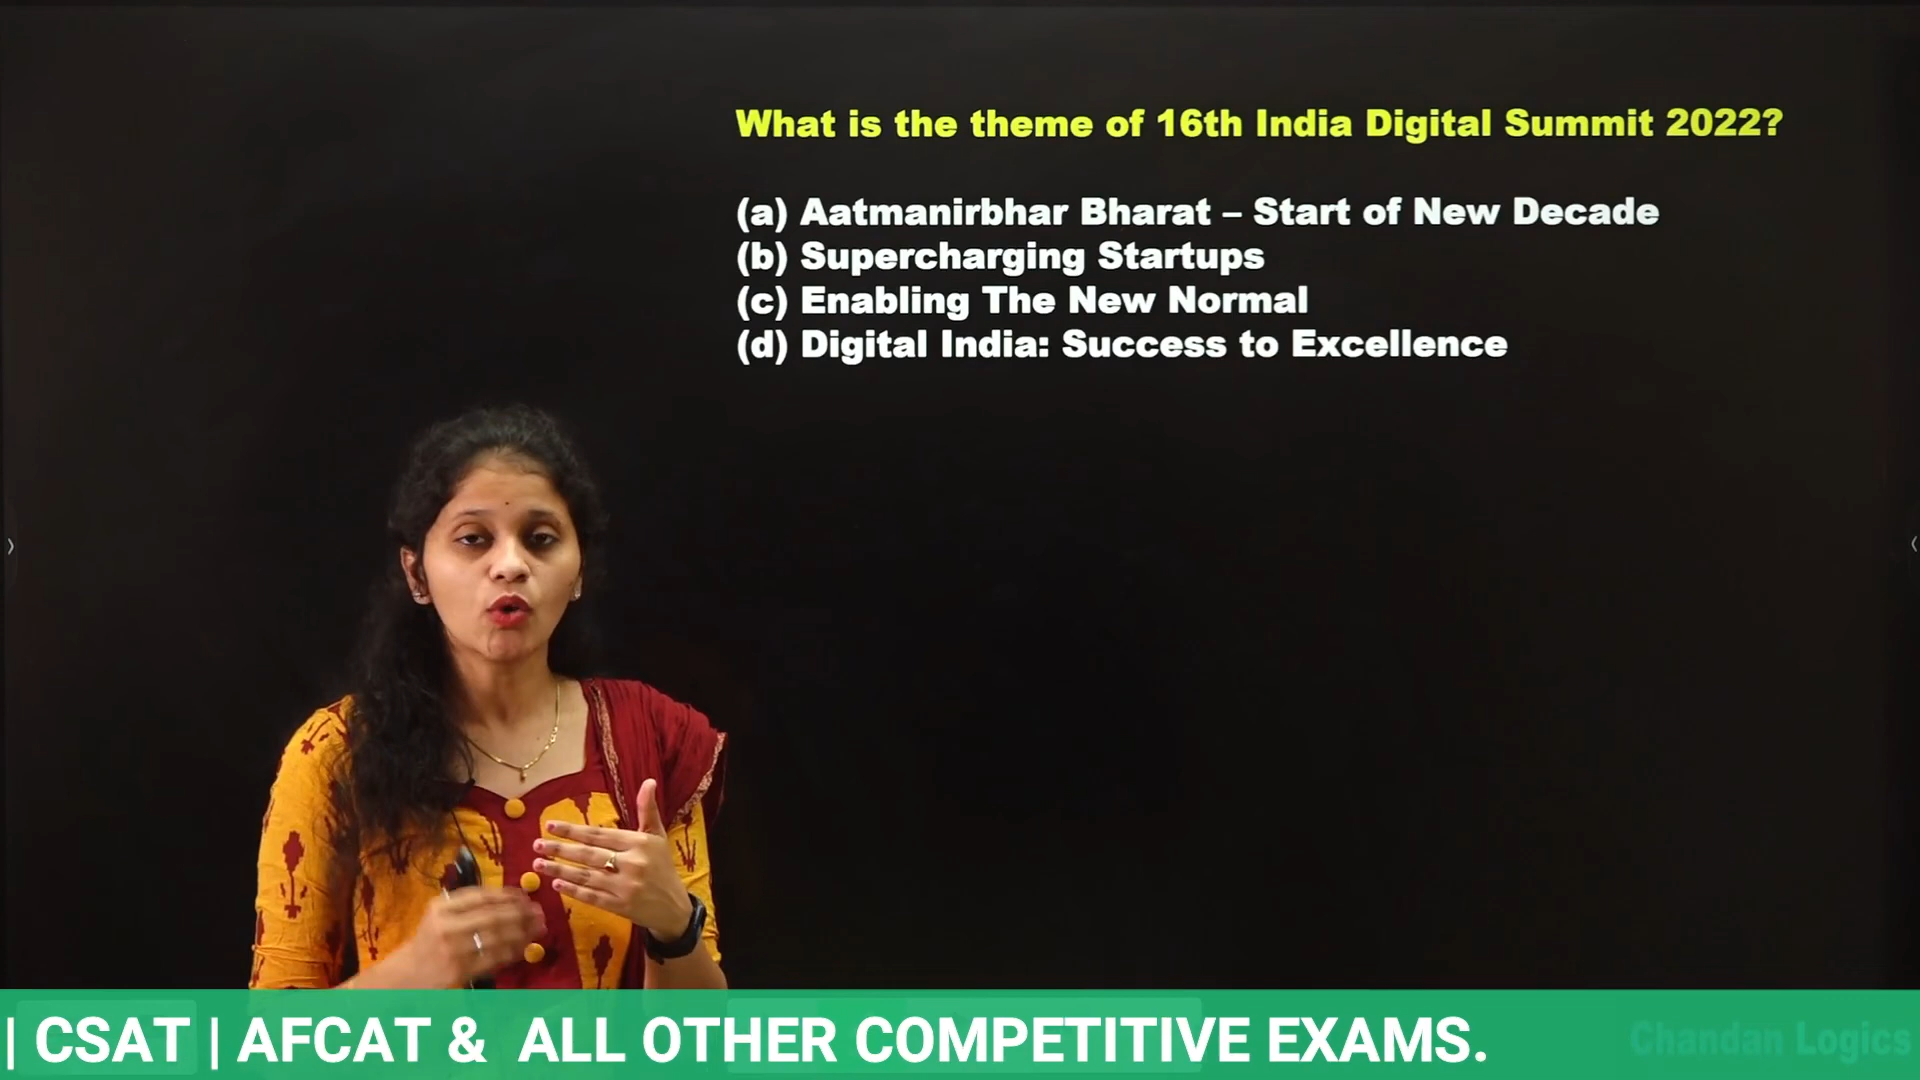 What is the theme of 16th India Digital Summit 2022?
(a) Aatmanirbhar Bharat – Start of New Decade
(b) Supercharging Startups
(c) Enabling The New Normal
(d) Digital India: Success to Excellence
| CSAT | AFCAT & ALL OTHER COMPETITIVE EXAMS.
Chandan Logics